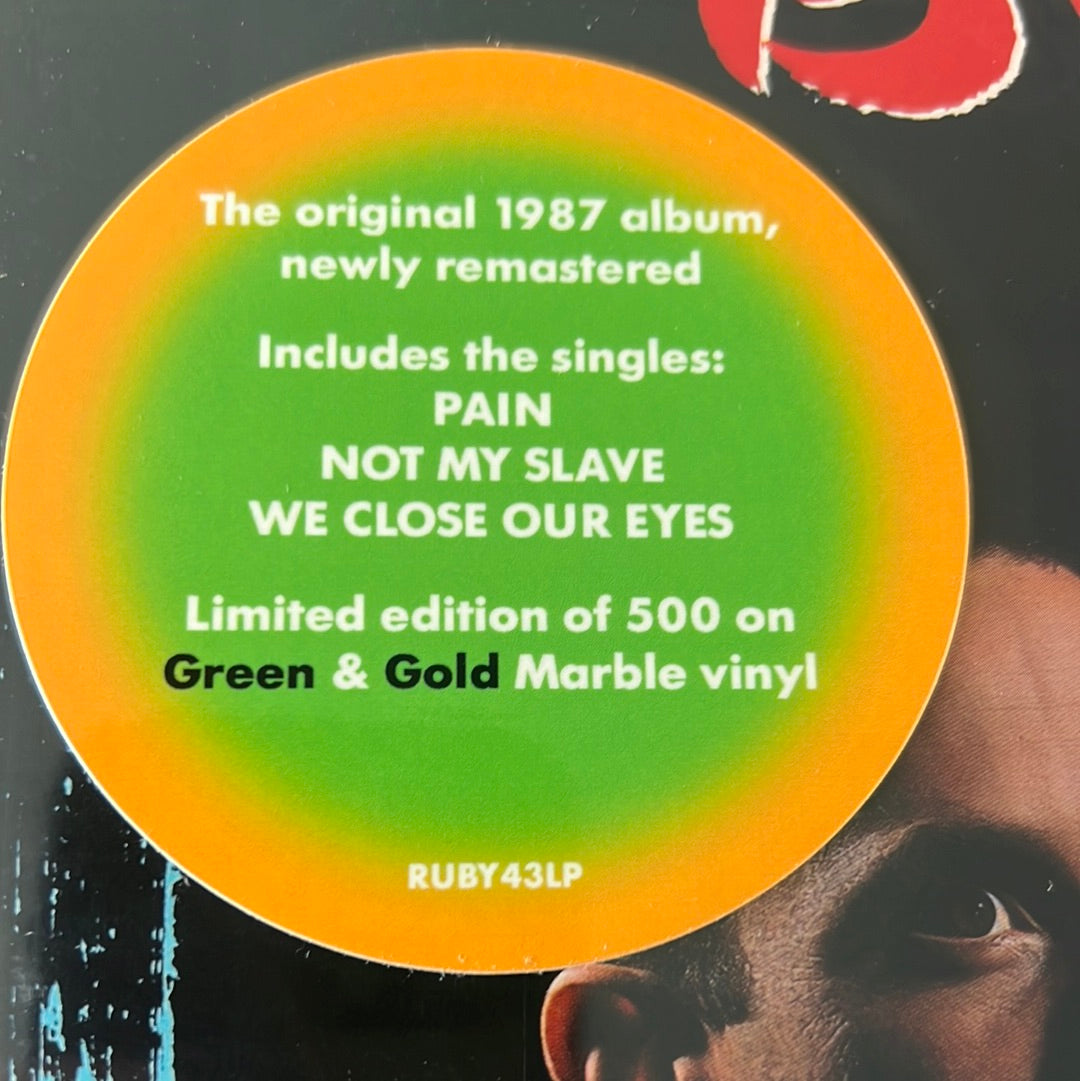 The original 1987 album,
newly remastered
Includes the singles:
PAIN
NOT MY SLAVE
WE CLOSE OUR EYES
Limited edition of 500 on
Green & Gold Marble vinyl
RUBY43LP